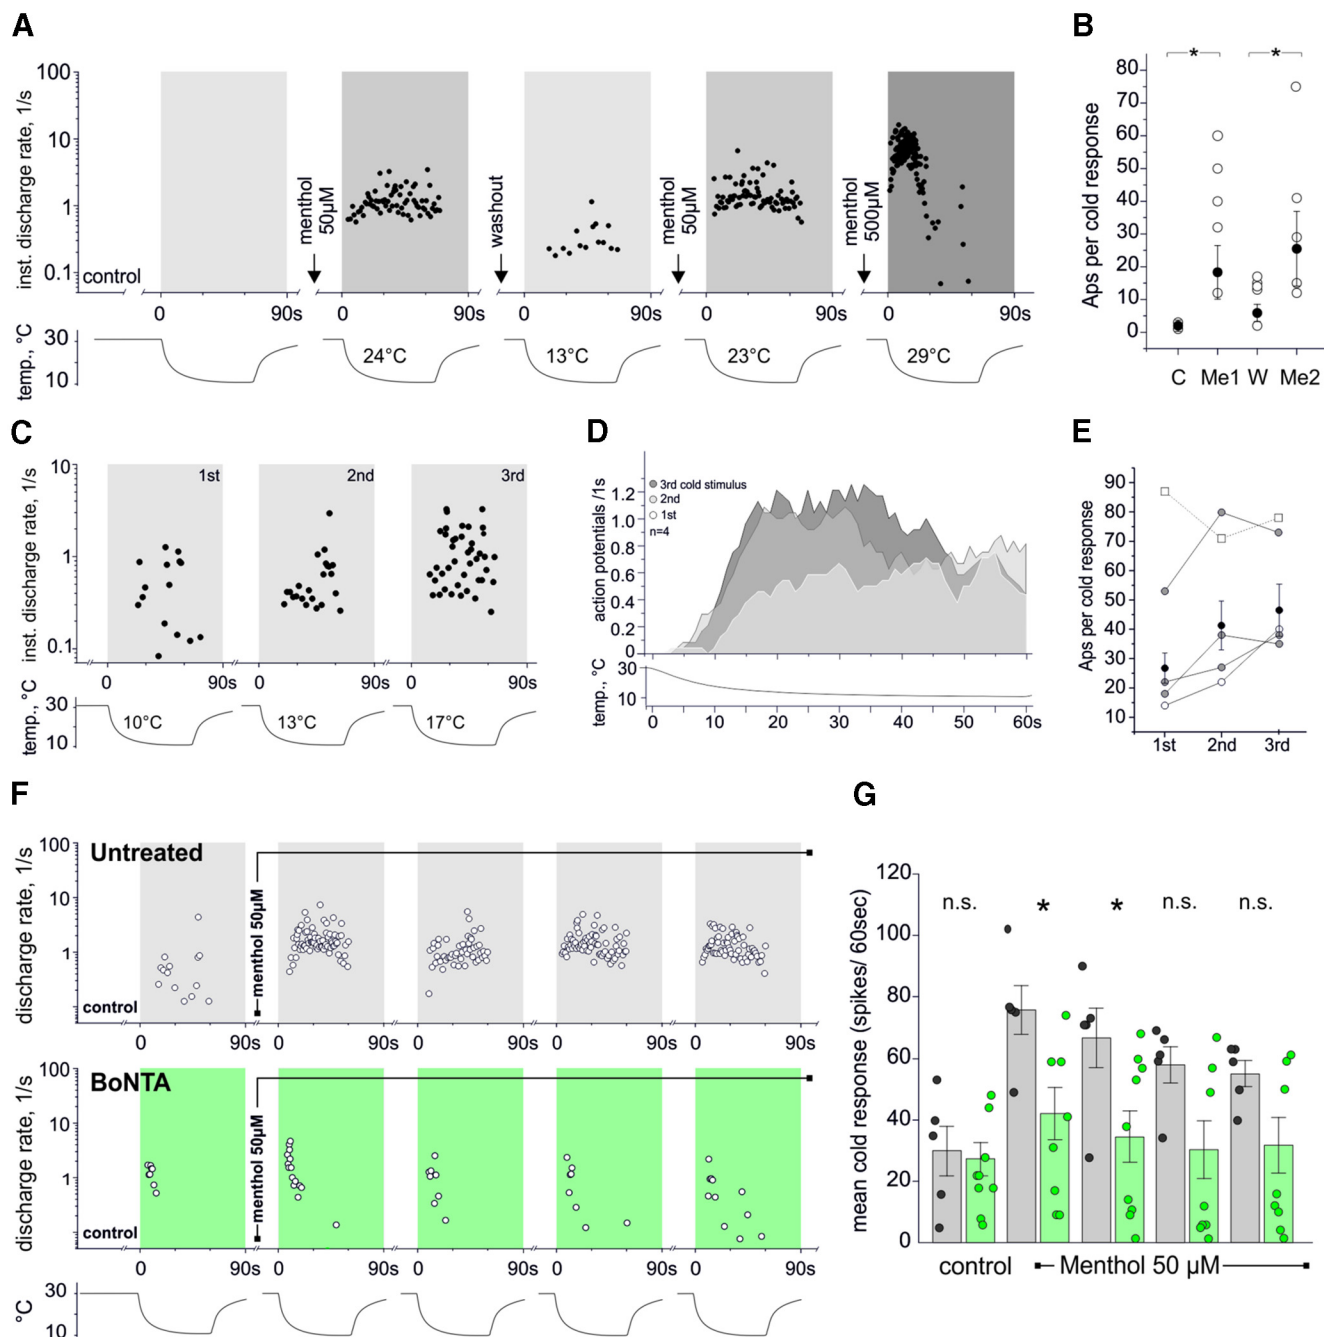 A
inst. discharge rate, 1/s
100
10
1
0.1
control
menthol
50µM
washout
menthol
50µM
menthol
500µM
0 90s 0 90s 0 90s 0 90s
temp., °C
30
10
24°C 13°C 23°C 29°C
B
* *
Aps per cold response
80
70
60
50
40
30
20
10
0
C Me1 W Me2
C
inst. discharge rate, 1/s
10
1
0.1
1st 2nd 3rd
0 90s 0 90s 0 90s
temp., °C
30
10
10°C 13°C 17°C
D
action potentials /1s
1.2
1.0
0.8
0.6
0.4
0.2
0
3rd cold stimulus
2nd
1st
n=4
temp., °C
30
10
0 10 20 30 40 50 60s
E
Aps per cold response
90
80
70
60
50
40
30
20
10
1st 2nd 3rd
F
discharge rate, 1/s
100
10
1
Untreated
control
menthol 50µM
0 90s 0 90s 0 90s 0 90s 0 90s
discharge rate, 1/s
100
10
1
BoNTA
control
menthol 50µM
0 90s 0 90s 0 90s 0 90s 0 90s
°C
30
10
G
mean cold response (spikes/ 60sec)
120
100
80
60
40
20
0
n.s. * * n.s. n.s.
control Menthol 50 µM